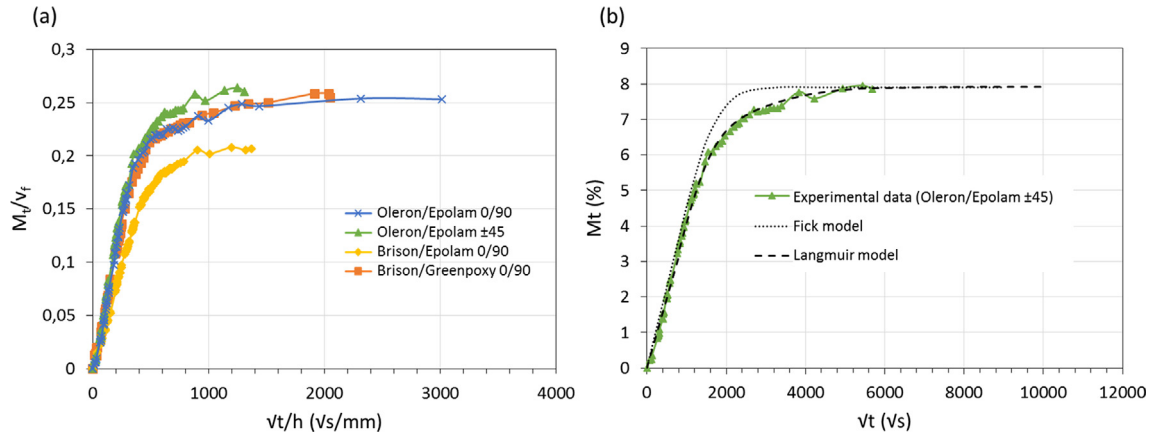 (a)
0,3
0,25
0,2
0,15
0,1
0,05
0
Mt/vf
0 1000 2000 3000
√t/h (√s/mm)
Oleron/Epolam 0/90
Oleron/Epolam ±45
Brison/Epolam 0/90
Brison/Greenpoxy 0/90
(b)
9
8
7
6
5
4
3
2
1
0
Mt (%)
0 2000 4000 6000 8000 10000 12000
√t (√s)
Experimental data (Oleron/Epolam ±45)
Fick model
Langmuir model